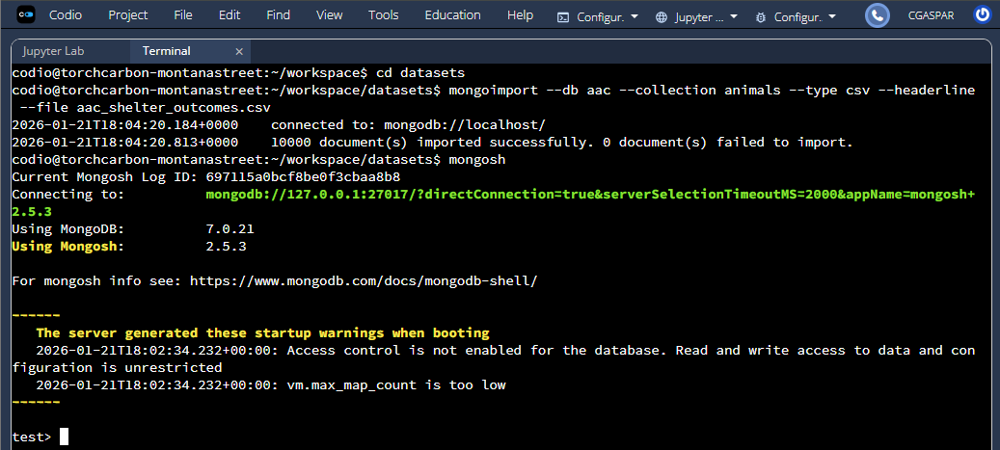 Codio Project File Edit Find View Tools Education Help Configur. Jupyter ... Configur. CGASPAR
Jupyter Lab Terminal ×
codio@torchcarbon-montanastreet:~/workspace$ cd datasets
codio@torchcarbon-montanastreet:~/workspace/datasets$ mongoimport --db aac --collection animals --type csv --headerline
--file aac_shelter_outcomes.csv
2026-01-21T18:04:20.184+0000 connected to: mongodb://localhost/
2026-01-21T18:04:20.813+0000 10000 document(s) imported successfully. 0 document(s) failed to import.
codio@torchcarbon-montanastreet:~/workspace/datasets$ mongosh
Current Mongosh Log ID: 697115a0bcf8be0f3cbaa8b8
Connecting to: mongodb://127.0.0.1:27017/?directConnection=true&serverSelectionTimeoutMS=2000&appName=mongosh+
2.5.3
Using MongoDB: 7.0.21
Using Mongosh: 2.5.3
For mongosh info see: https://www.mongodb.com/docs/mongodb-shell/
------
The server generated these startup warnings when booting
2026-01-21T18:02:34.232+00:00: Access control is not enabled for the database. Read and write access to data and con
figuration is unrestricted
2026-01-21T18:02:34.232+00:00: vm.max_map_count is too low
------
test>